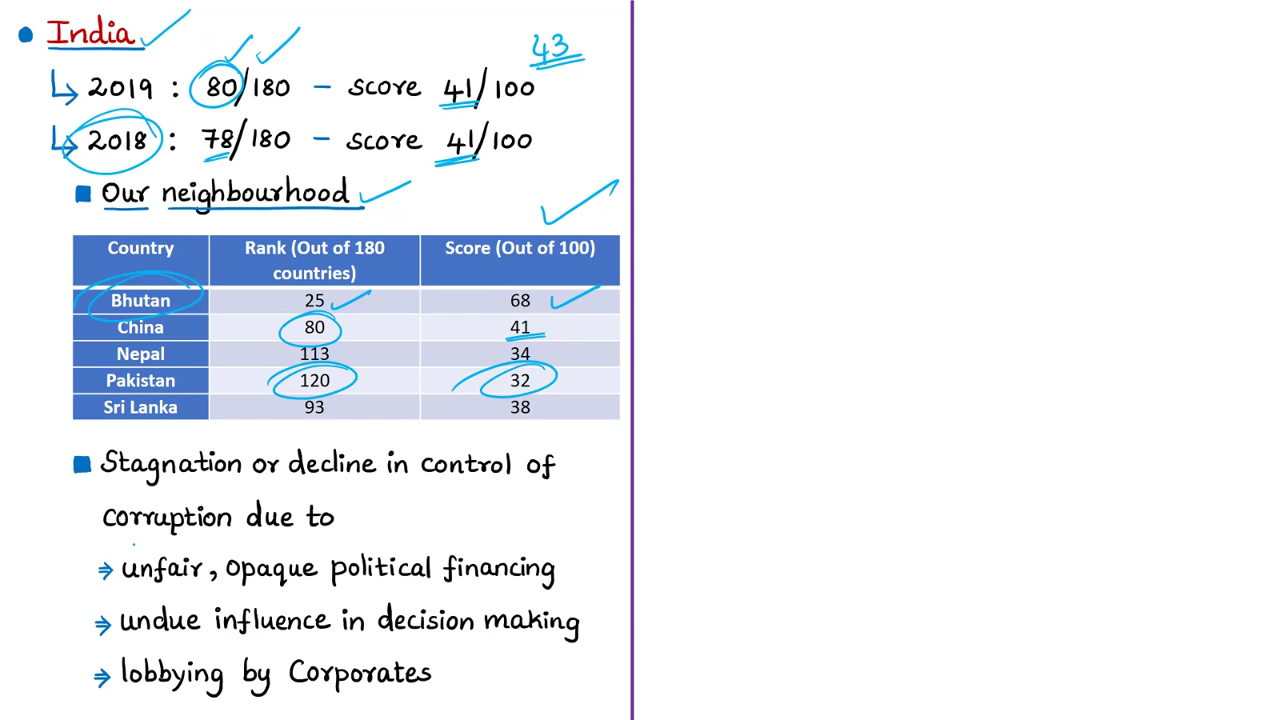 India
43
2019 : 80/180 – score 41/100
2018 : 78/180 – score 41/100
Our neighbourhood
Country Rank (Out of 180 countries) Score (Out of 100)
Bhutan 25 68
China 80 41
Nepal 113 34
Pakistan 120 32
Sri Lanka 93 38
Stagnation or decline in control of
corruption due to
⇒ unfair, opaque political financing
⇒ undue influence in decision making
⇒ lobbying by Corporates